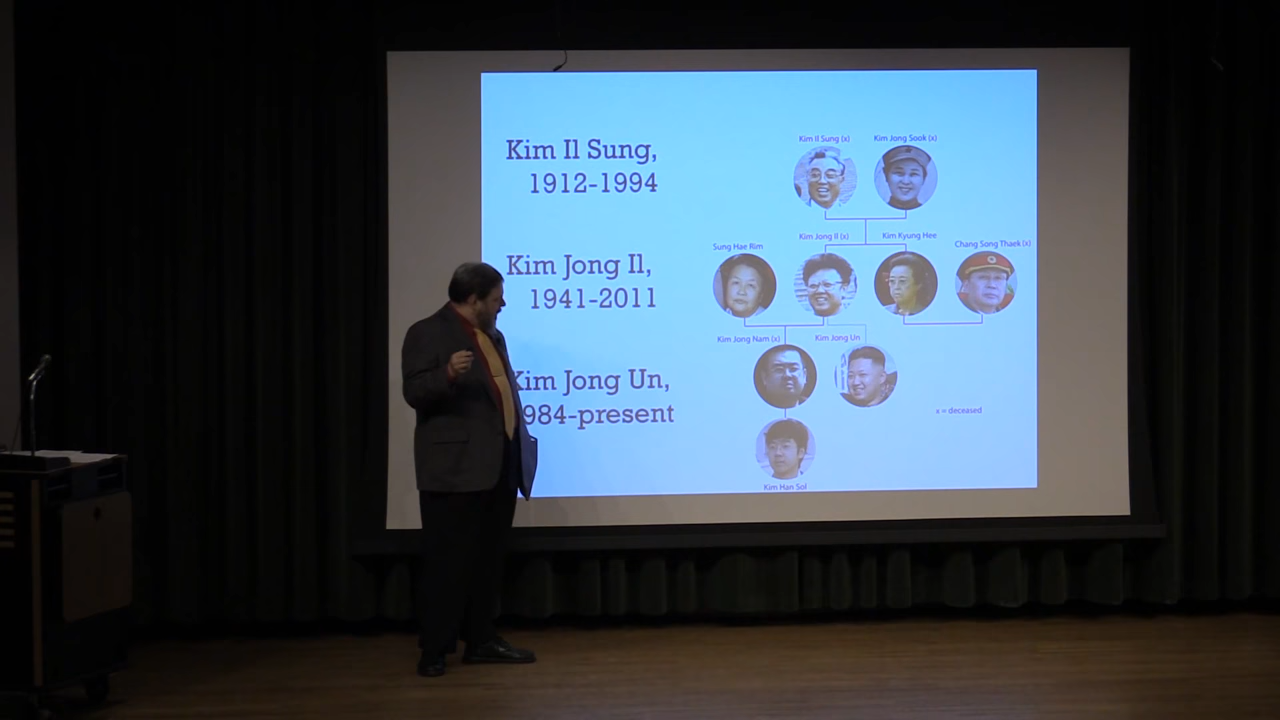 Kim Il Sung,
1912-1994
Kim Jong Il,
1941-2011
Kim Jong Un,
984-present
Kim Il Sung (x)
Kim Jong Sook (x)
Sung Hae Rim
Kim Jong Il (x)
Kim Kyung Hee
Chang Song Thaek (x)
Kim Jong Nam (x)
Kim Jong Un
x = deceased
Kim Han Sol